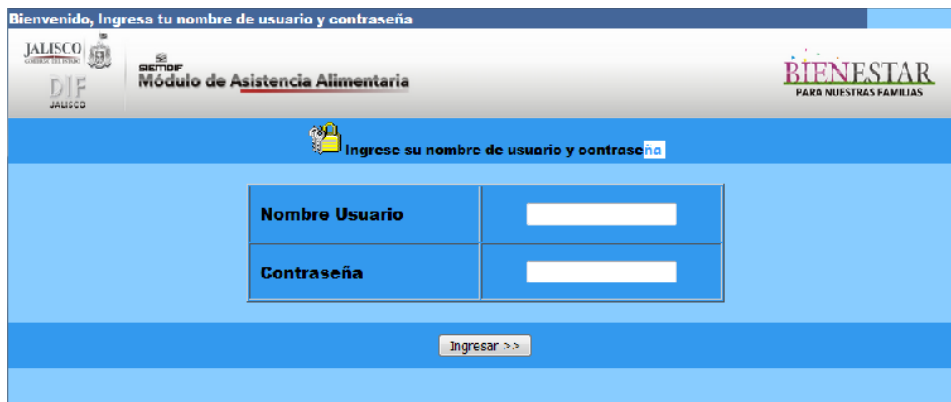 Bienvenido, Ingresa tu nombre de usuario y contraseña
JALISCO
DIF
JALISCO
SIEMDIF
Módulo de Asistencia Alimentaria
BIENESTAR
PARA NUESTRAS FAMILIAS
Ingrese su nombre de usuario y contraseña
Nombre Usuario
Contraseña
Ingresar >>